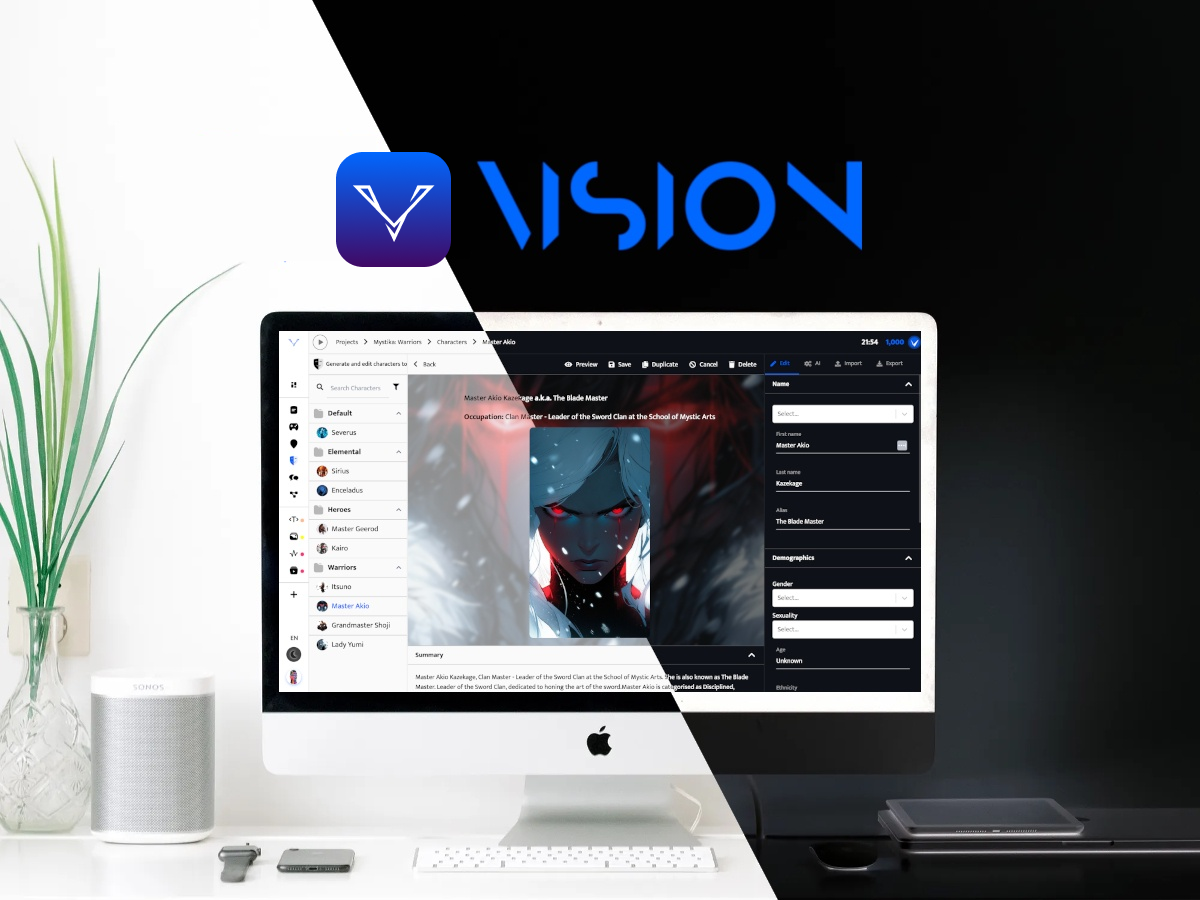 VISION
Projects > Mystika: Warriors > Characters > Master Akio
21:54 1,000
Generate and edit characters to
Back
Preview Save Duplicate Cancel Delete
Edit AI Import Export
Search Characters
Default
Severus
Elemental
Sirius
Enceladus
Heroes
Master Geerod
Kairo
Warriors
Itsuno
Master Akio
Grandmaster Shoji
Lady Yumi
EN
Master Akio Kazekage a.k.a. The Blade Master
Occupation: Clan Master - Leader of the Sword Clan at the School of Mystic Arts
Summary
Master Akio Kazekage, Clan Master - Leader of the Sword Clan at the School of Mystic Arts. She is also known as The Blade
Master. Leader of the Sword Clan, dedicated to honing the art of the sword.Master Akio is categorised as Disciplined,
Name
Select...
First name
Master Akio
Last name
Kazekage
Alias
The Blade Master
Demographics
Gender
Select...
Sexuality
Select...
Age
Unknown
Ethnicity
SONOS